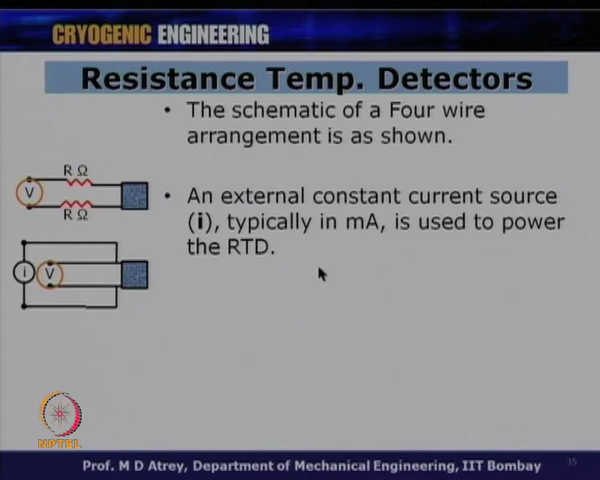 CRYOGENIC ENGINEERING
Resistance Temp. Detectors
• The schematic of a Four wire
arrangement is as shown.
R Ω
V
R Ω
• An external constant current source
(i), typically in mA, is used to power
the RTD.
i
V
NPTEL
Prof. M D Atrey, Department of Mechanical Engineering, IIT Bombay
35